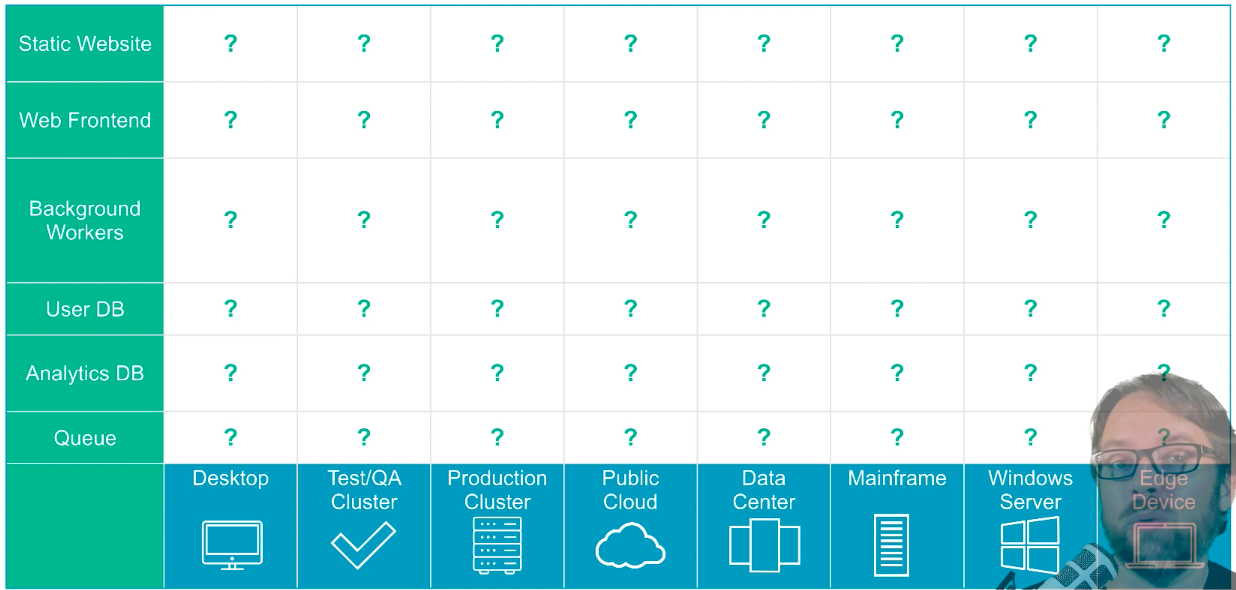 Static Website ? ? ? ? ? ? ? ?
Web Frontend ? ? ? ? ? ? ? ?
Background
Workers ? ? ? ? ? ? ? ?
User DB ? ? ? ? ? ? ? ?
Analytics DB ? ? ? ? ? ? ? ?
Queue ? ? ? ? ? ? ? ?
Desktop
Test/QA
Cluster
Production
Cluster
Public
Cloud
Data
Center
Mainframe
Windows
Server
Edge
Device